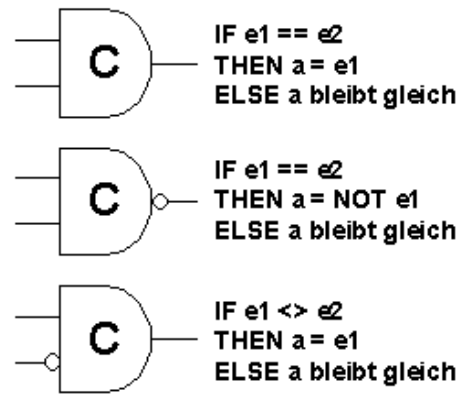 C
IF e1 == e2
THEN a = e1
ELSE a bleibt gleich
C
IF e1 == e2
THEN a = NOT e1
ELSE a bleibt gleich
C
IF e1 <> e2
THEN a = e1
ELSE a bleibt gleich